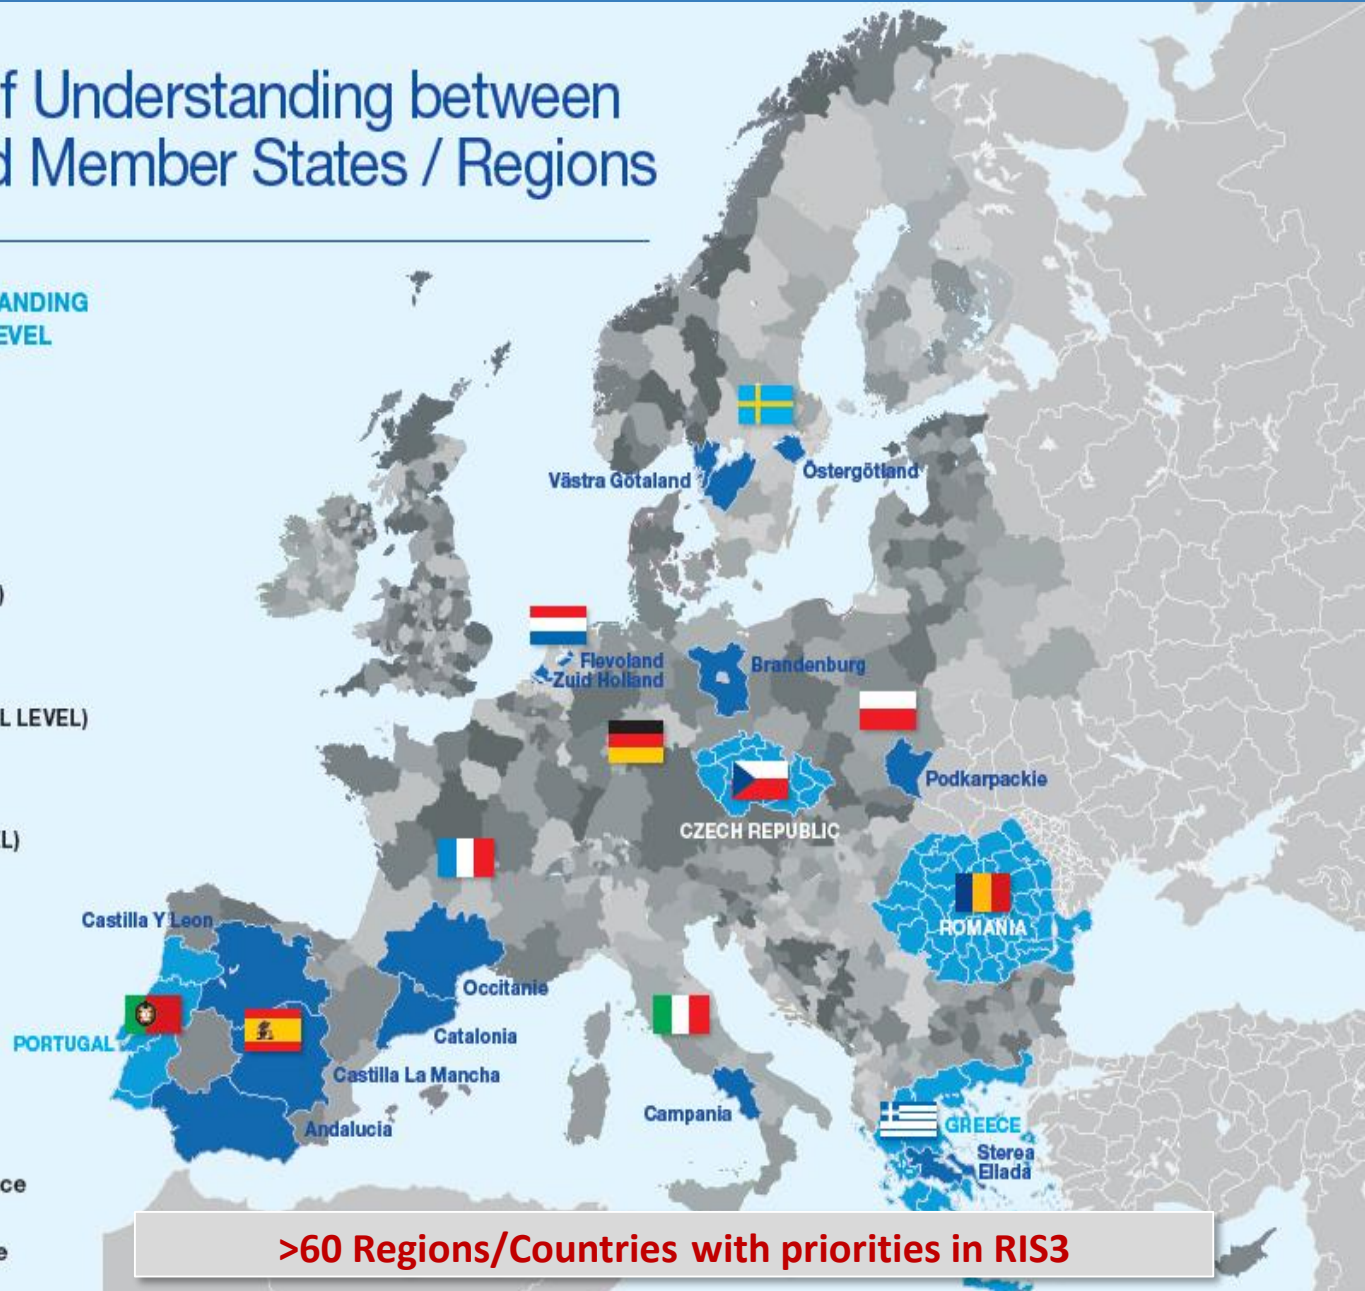 f Understanding between
d Member States / Regions
ANDING
EVEL
)
L LEVEL)
L)
ce
e
Västra Götaland
Östergötland
Flevoland
Zuid Holland
Brandenburg
Podkarpackie
CZECH REPUBLIC
ROMANIA
Castilla Y Leon
Occitanie
PORTUGAL
Catalonia
Castilla La Mancha
Andalucia
Campania
GREECE
Sterea
Ellada
>60 Regions/Countries with priorities in RIS3